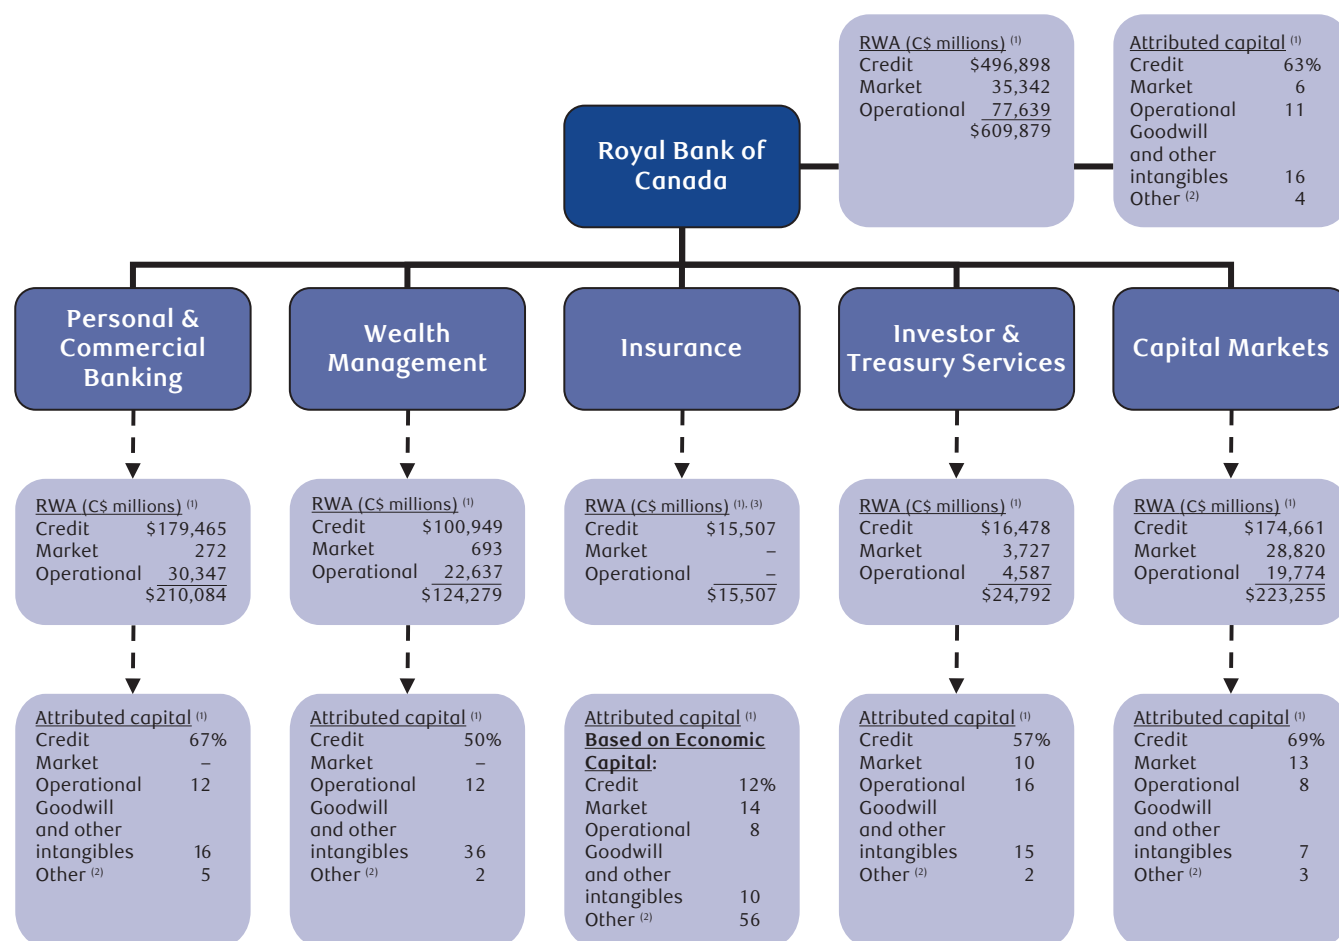 RWA (C$ millions) (1)
Credit $496,898
Market 35,342
Operational 77,639
$609,879
Attributed capital (1)
Credit 63%
Market 6
Operational 11
Goodwill
and other
intangibles 16
Other (2) 4
Royal Bank of
Canada
Personal &
Commercial
Banking
Wealth
Management
Insurance
Investor &
Treasury Services
Capital Markets
RWA (C$ millions) (1)
Credit $179,465
Market 272
Operational 30,347
$210,084
RWA (C$ millions) (1)
Credit $100,949
Market 693
Operational 22,637
$124,279
RWA (C$ millions) (1), (3)
Credit $15,507
Market –
Operational –
$15,507
RWA (C$ millions) (1)
Credit $16,478
Market 3,727
Operational 4,587
$24,792
RWA (C$ millions) (1)
Credit $174,661
Market 28,820
Operational 19,774
$223,255
Attributed capital (1)
Credit 67%
Market –
Operational 12
Goodwill
and other
intangibles 16
Other (2) 5
Attributed capital (1)
Credit 50%
Market –
Operational 12
Goodwill
and other
intangibles 36
Other (2) 2
Attributed capital (1)
Based on Economic
Capital:
Credit 12%
Market 14
Operational 8
Goodwill
and other
intangibles 10
Other (2) 56
Attributed capital (1)
Credit 57%
Market 10
Operational 16
Goodwill
and other
intangibles 15
Other (2) 2
Attributed capital (1)
Credit 69%
Market 13
Operational 8
Goodwill
and other
intangibles 7
Other (2) 3